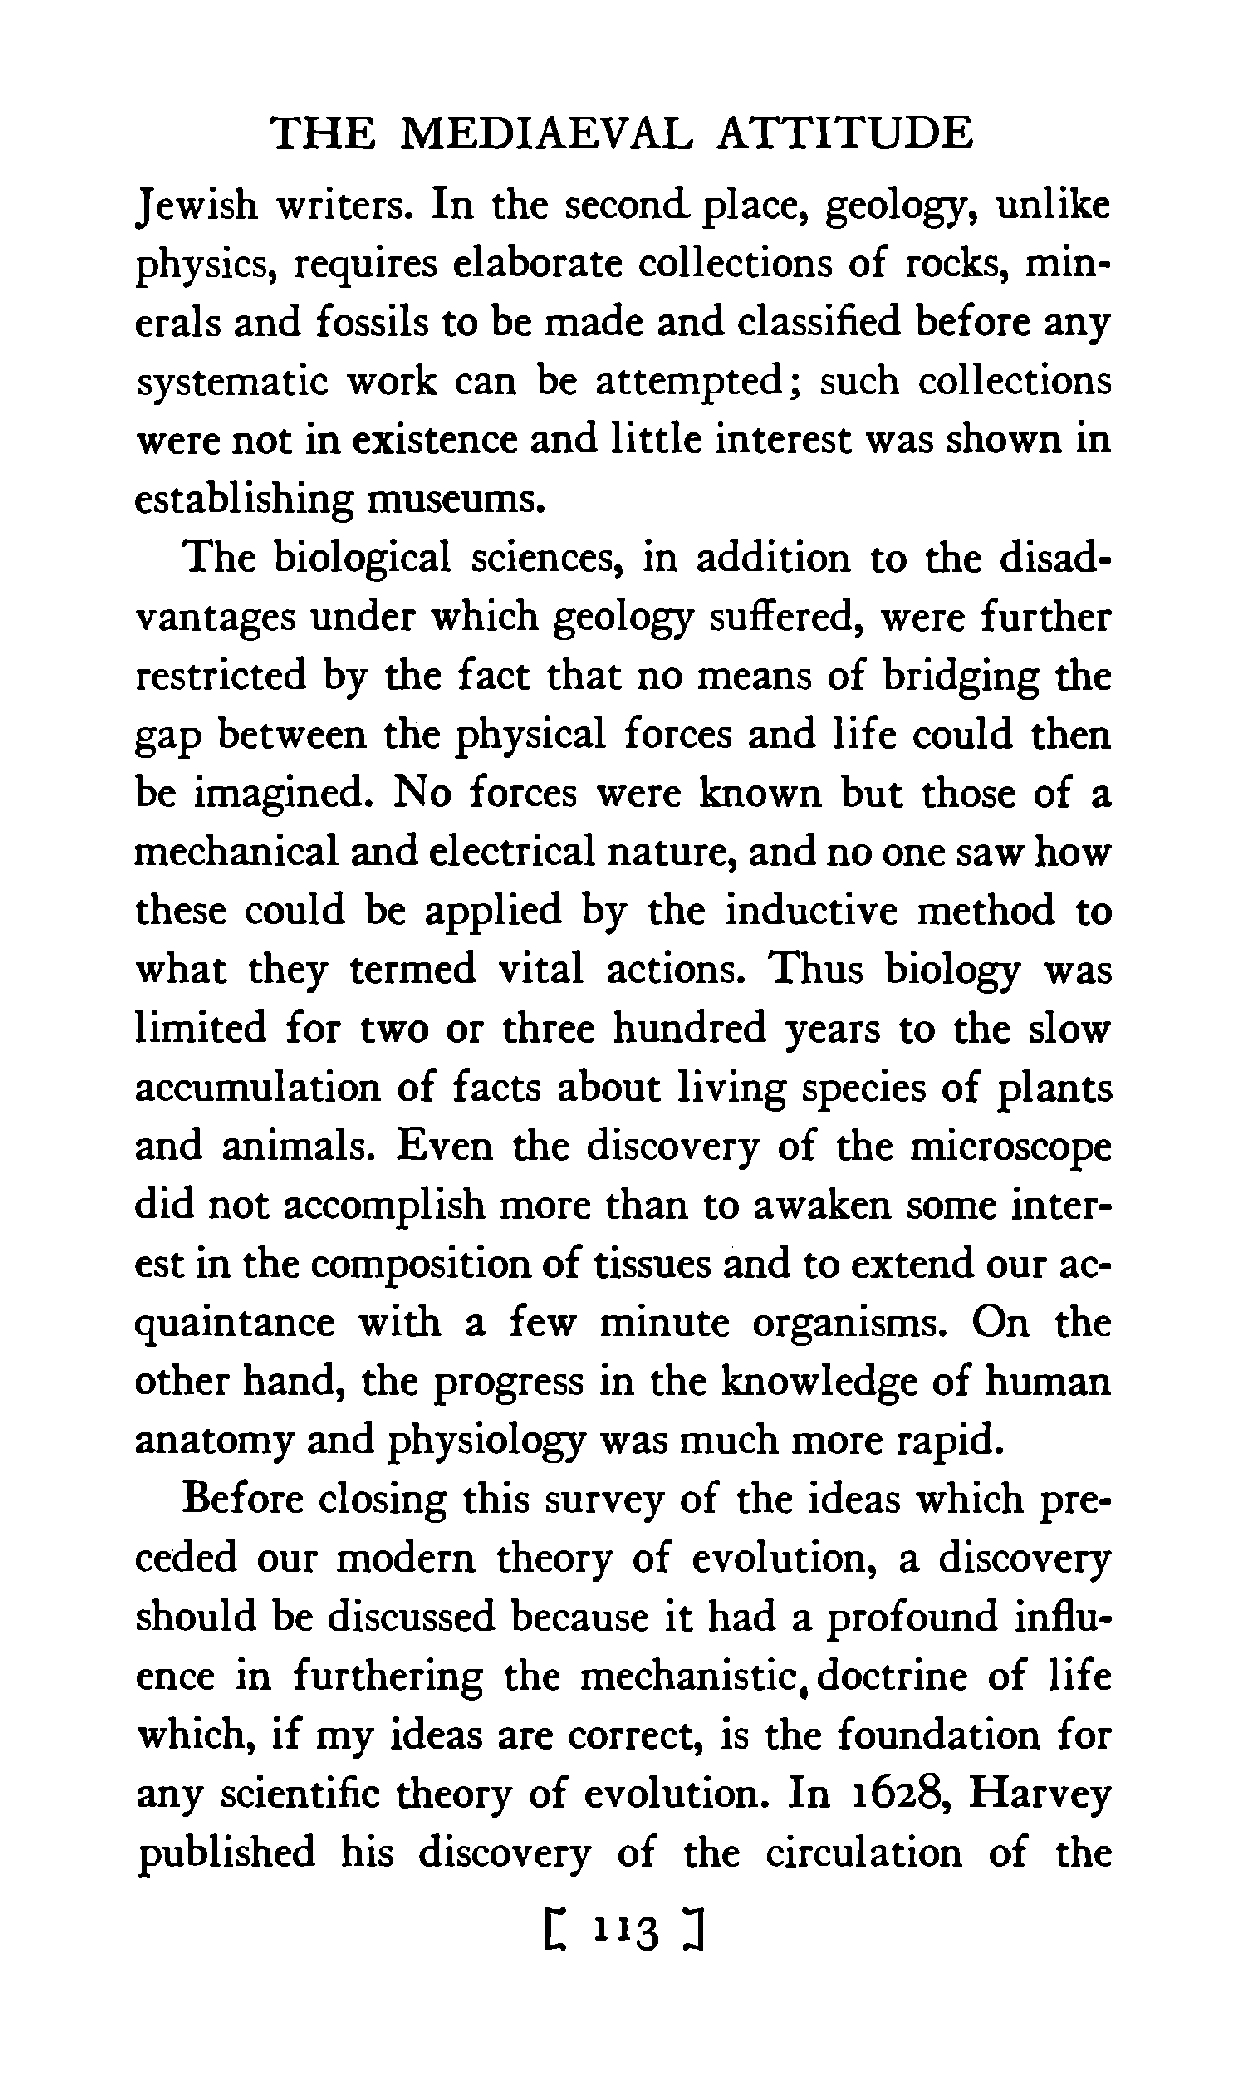 THE MEDIAEVAL ATTITUDE
Jewish writers. In the second place, geology, unlike
physics, requires elaborate collections of rocks, min-
erals and fossils to be made and classified before any
systematic work can be attempted; such collections
were not in existence and little interest was shown in
establishing museums.
The biological sciences, in addition to the disad-
vantages under which geology suffered, were further
restricted by the fact that no means of bridging the
gap between the physical forces and life could then
be imagined. No forces were known but those of a
mechanical and electrical nature, and no one saw how
these could be applied by the inductive method to
what they termed vital actions. Thus biology was
limited for two or three hundred years to the slow
accumulation of facts about living species of plants
and animals. Even the discovery of the microscope
did not accomplish more than to awaken some inter-
est in the composition of tissues and to extend our ac-
quaintance with a few minute organisms. On the
other hand, the progress in the knowledge of human
anatomy and physiology was much more rapid.
Before closing this survey of the ideas which pre-
ceded our modern theory of evolution, a discovery
should be discussed because it had a profound influ-
ence in furthering the mechanistic, doctrine of life
which, if my ideas are correct, is the foundation for
any scientific theory of evolution. In 1628, Harvey
published his discovery of the circulation of the
[ 113 ]